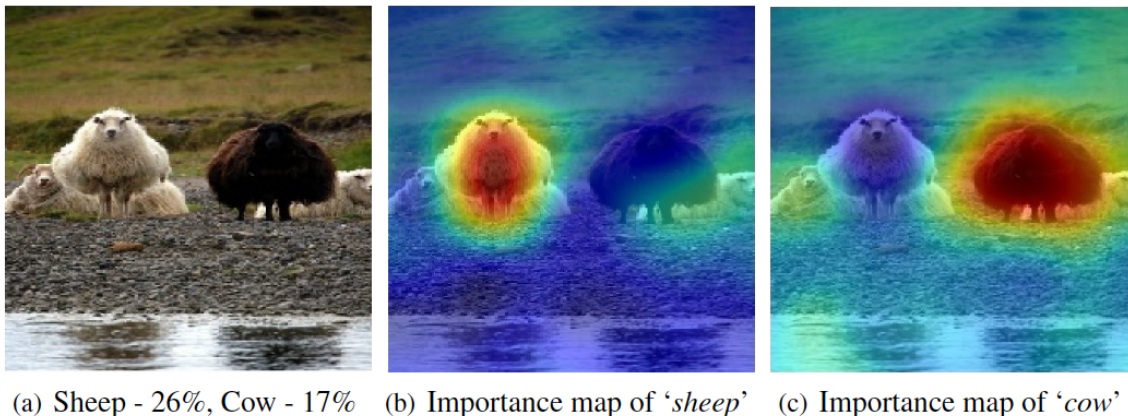 (a) Sheep - 26%, Cow - 17% (b) Importance map of ‘sheep’ (c) Importance map of ‘cow’